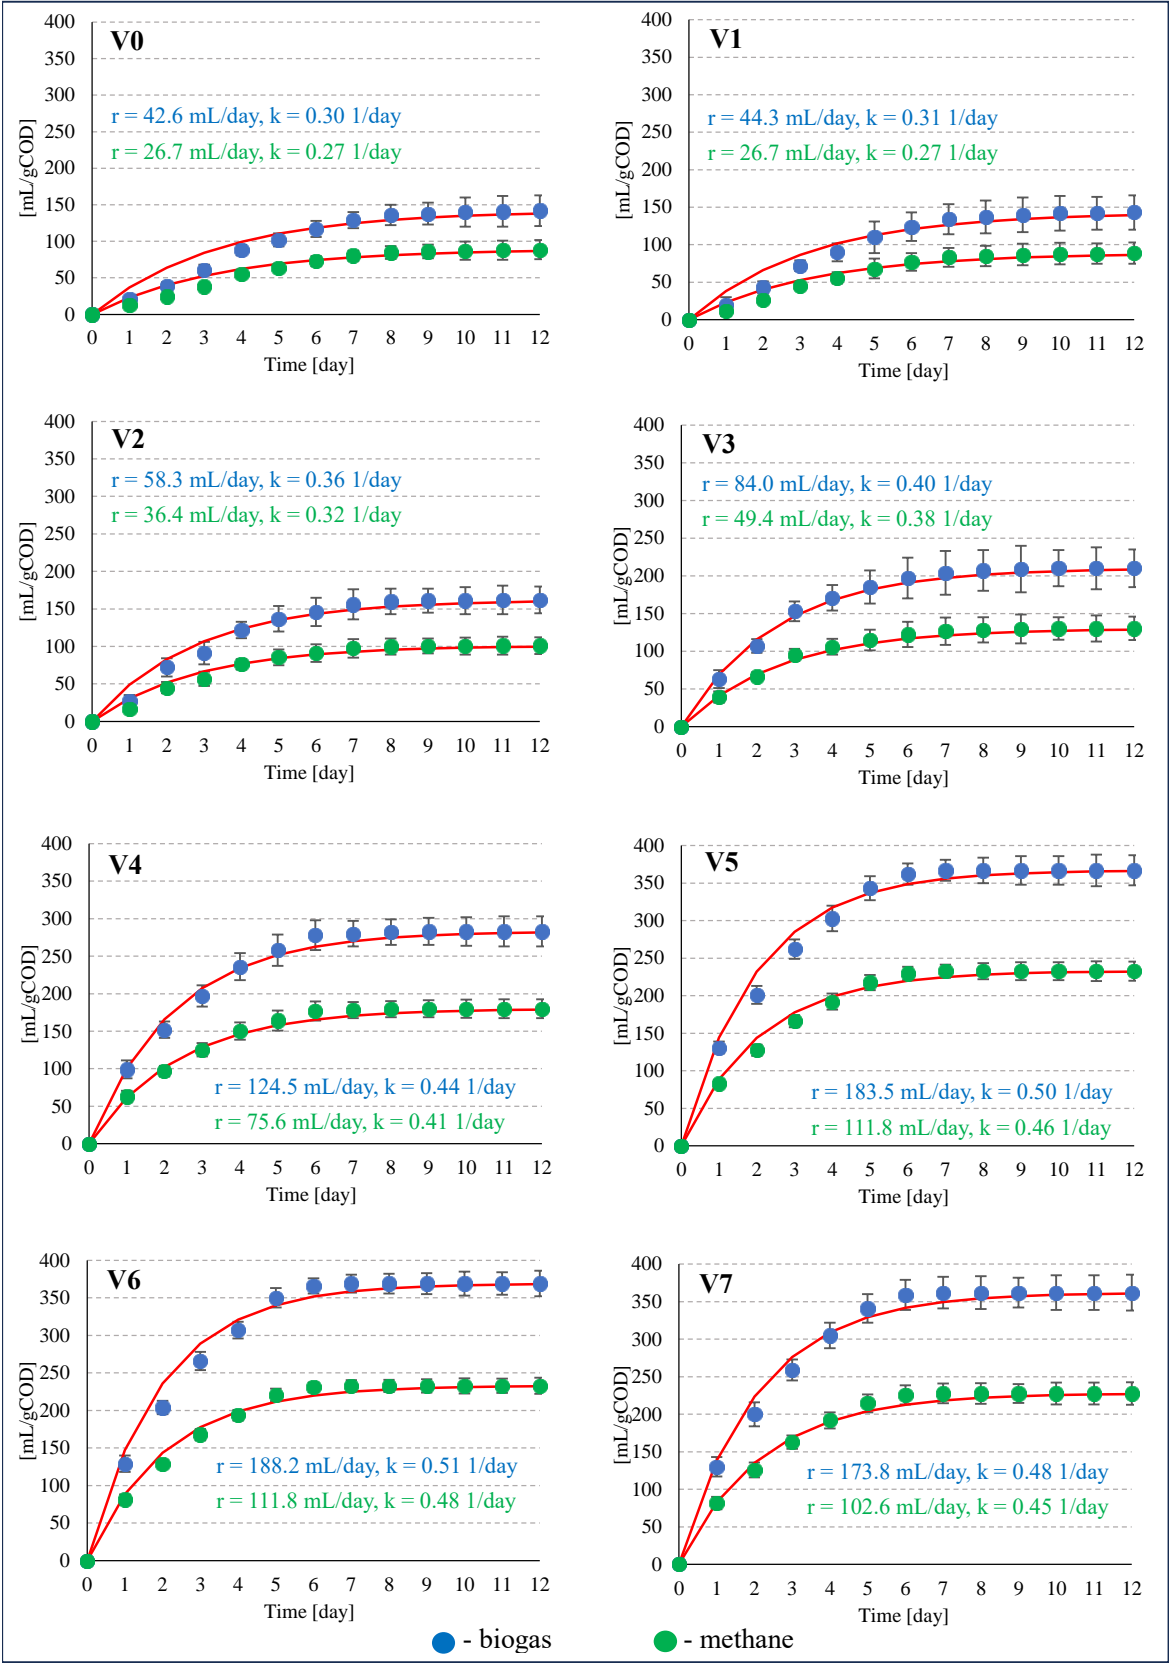 V0
r = 42.6 mL/day, k = 0.30 1/day
r = 26.7 mL/day, k = 0.27 1/day
[mL/gCOD]
400
350
300
250
200
150
100
50
0
0 1 2 3 4 5 6 7 8 9 10 11 12
Time [day]
V1
r = 44.3 mL/day, k = 0.31 1/day
r = 26.7 mL/day, k = 0.27 1/day
[mL/gCOD]
400
350
300
250
200
150
100
50
0
0 1 2 3 4 5 6 7 8 9 10 11 12
Time [day]
V2
r = 58.3 mL/day, k = 0.36 1/day
r = 36.4 mL/day, k = 0.32 1/day
[mL/gCOD]
400
350
300
250
200
150
100
50
0
0 1 2 3 4 5 6 7 8 9 10 11 12
Time [day]
V3
r = 84.0 mL/day, k = 0.40 1/day
r = 49.4 mL/day, k = 0.38 1/day
[mL/gCOD]
400
350
300
250
200
150
100
50
0
0 1 2 3 4 5 6 7 8 9 10 11 12
Time [day]
V4
r = 124.5 mL/day, k = 0.44 1/day
r = 75.6 mL/day, k = 0.41 1/day
[mL/gCOD]
400
350
300
250
200
150
100
50
0
0 1 2 3 4 5 6 7 8 9 10 11 12
Time [day]
V5
r = 183.5 mL/day, k = 0.50 1/day
r = 111.8 mL/day, k = 0.46 1/day
[mL/gCOD]
400
350
300
250
200
150
100
50
0
0 1 2 3 4 5 6 7 8 9 10 11 12
Time [day]
V6
r = 188.2 mL/day, k = 0.51 1/day
r = 111.8 mL/day, k = 0.48 1/day
[mL/gCOD]
400
350
300
250
200
150
100
50
0
0 1 2 3 4 5 6 7 8 9 10 11 12
Time [day]
V7
r = 173.8 mL/day, k = 0.48 1/day
r = 102.6 mL/day, k = 0.45 1/day
[mL/gCOD]
400
350
300
250
200
150
100
50
0
0 1 2 3 4 5 6 7 8 9 10 11 12
Time [day]
- biogas
- methane